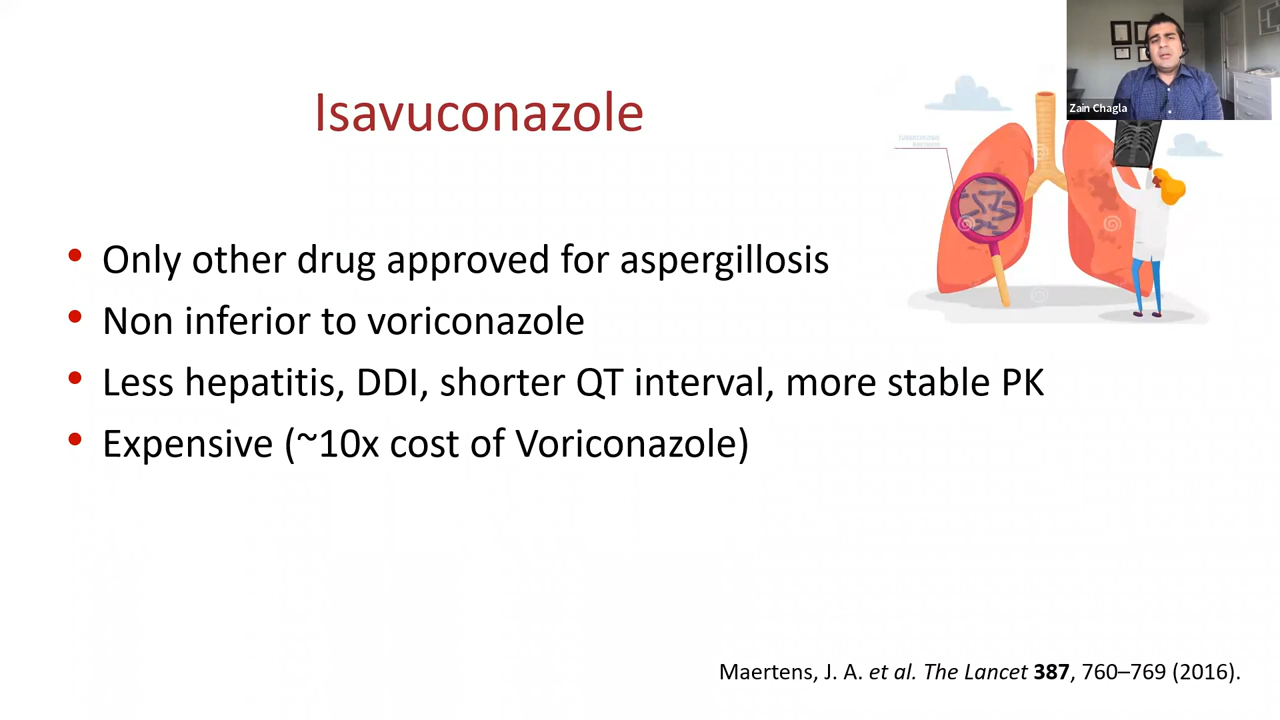 Zain Chagla
Isavuconazole
• Only other drug approved for aspergillosis
• Non inferior to voriconazole
• Less hepatitis, DDI, shorter QT interval, more stable PK
• Expensive (~10x cost of Voriconazole)
Maertens, J. A. et al. The Lancet 387, 760–769 (2016).